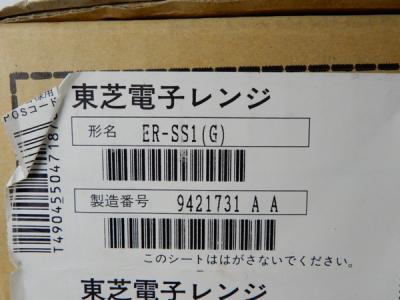 東芝電子レンジ
POSコード
形名 ER-SS1(G)
T4904550471
製造番号 9421731 A A
このシートははがさないでください。
東芝電子レンジ